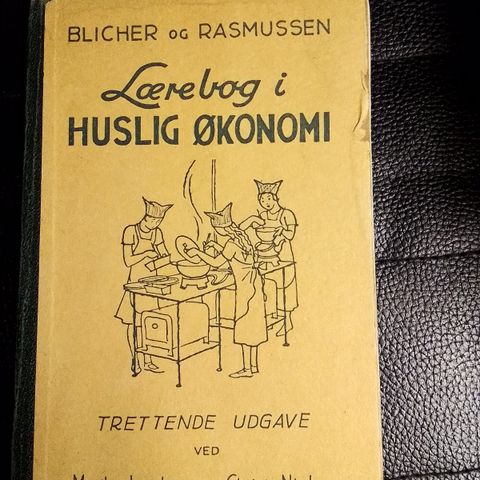 BLICHER OG RASMUSSEN
Lærebog i
HUSLIG ØKONOMI
TRETTENDE UDGAVE
VED